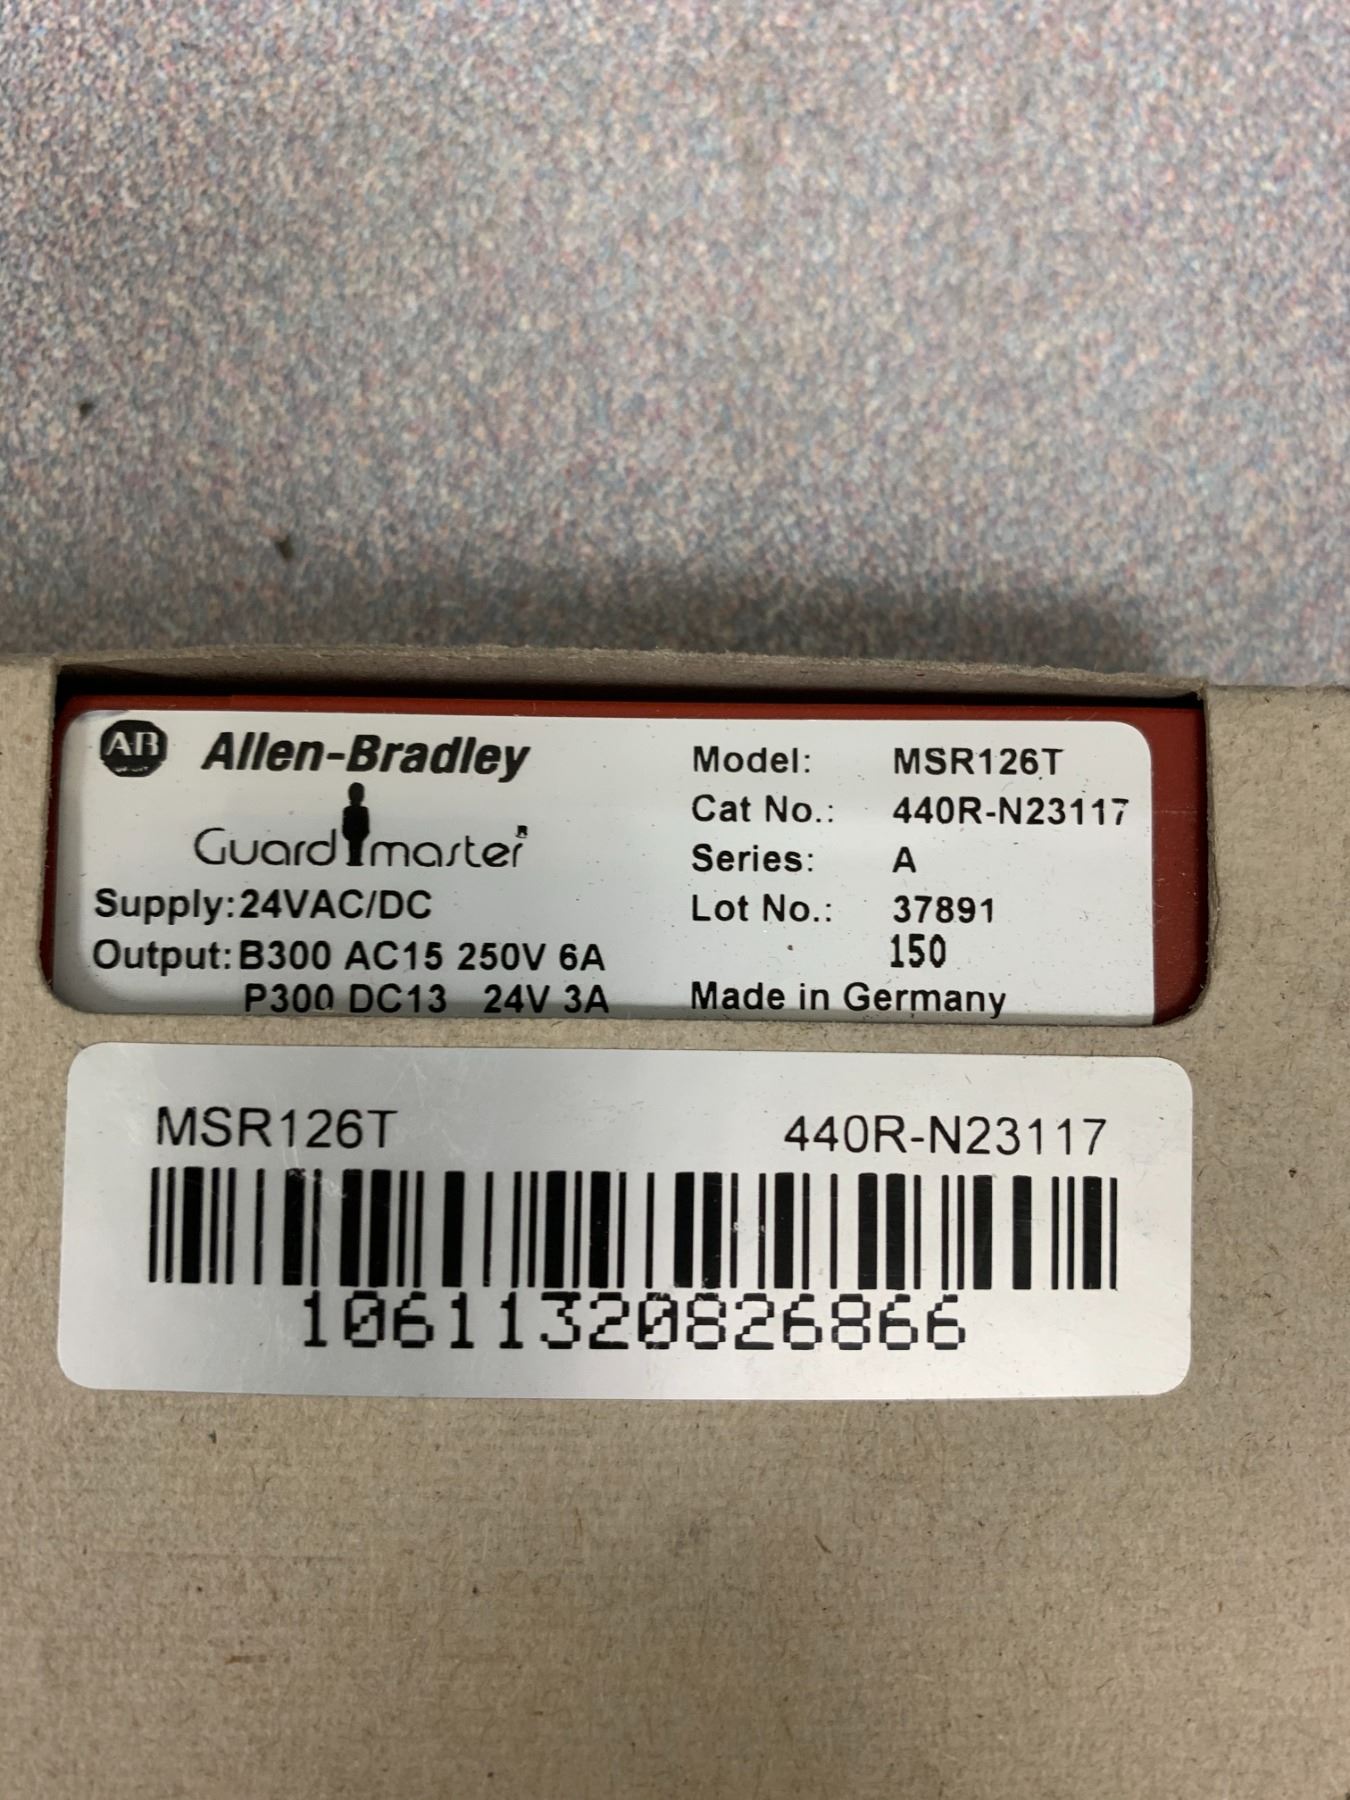 AB Allen-Bradley
Guardmaster
Supply: 24VAC/DC
Output: B300 AC15 250V 6A
P300 DC13 24V 3A
Model: MSR126T
Cat No.: 440R-N23117
Series: A
Lot No.: 37891
150
Made in Germany
MSR126T 440R-N23117
10611320826866